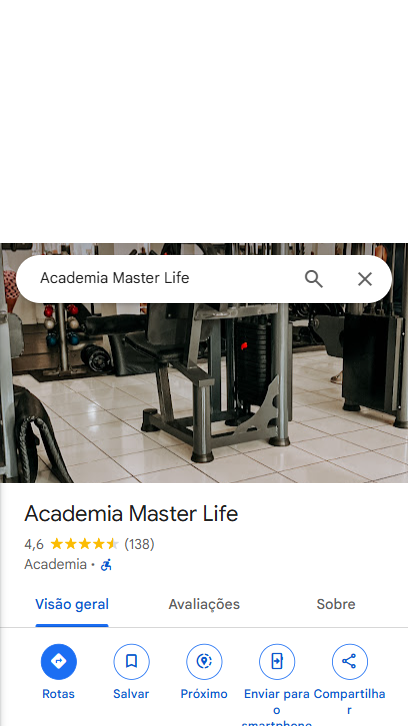 Academia Master Life
Academia Master Life
4,6 (138)
Academia ·
Visão geral Avaliações Sobre
Rotas Salvar Próximo Enviar para o smartphone Compartilhar